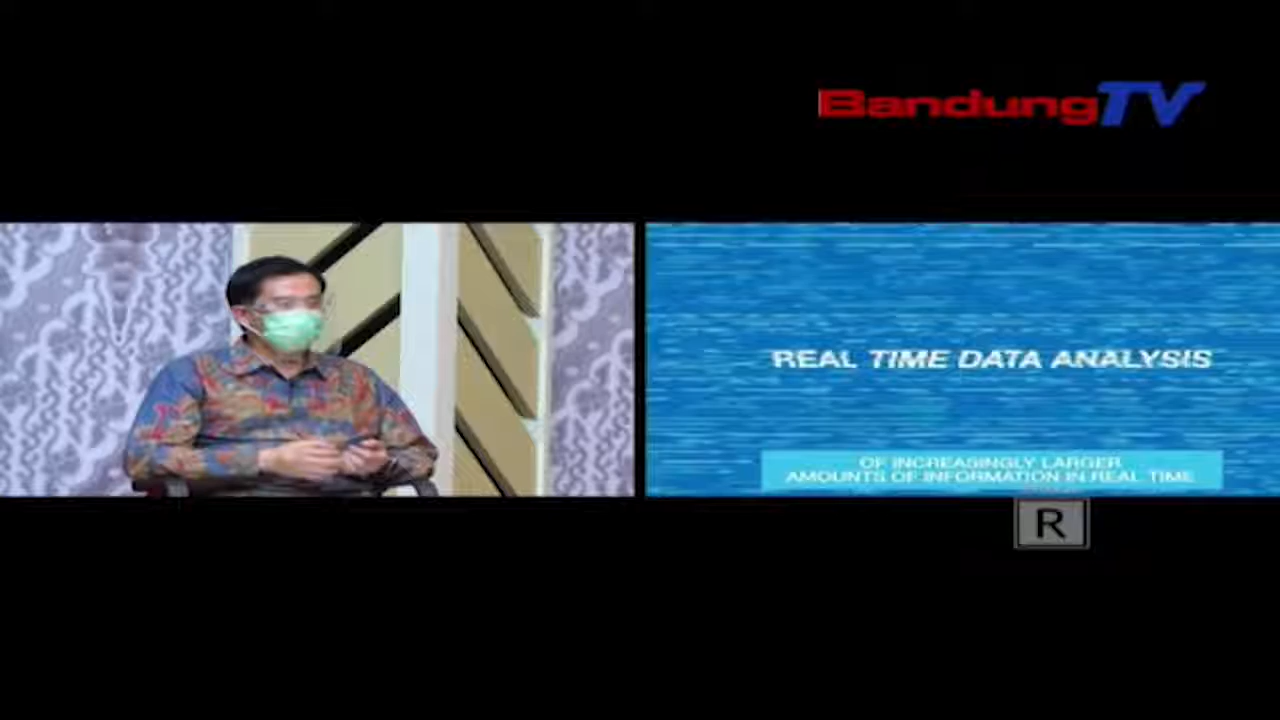 BandungTV
REAL TIME DATA ANALYSIS
OF INCREASINGLY LARGER
AMOUNTS OF INFORMATION IN REAL TIME
R